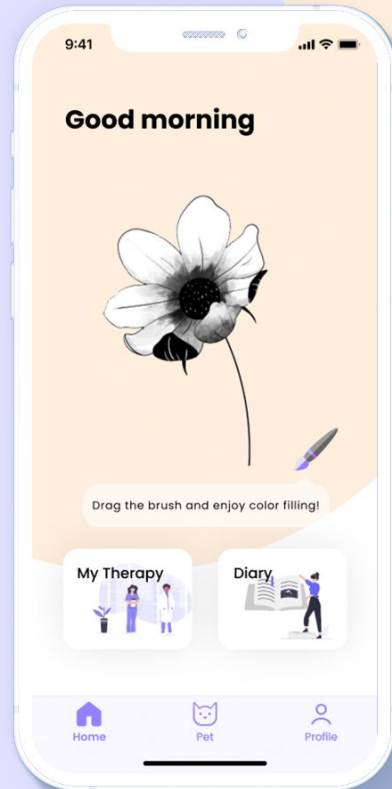 9:41
Good morning
Drag the brush and enjoy color filling!
My Therapy
Diary
Home
Pet
Profile